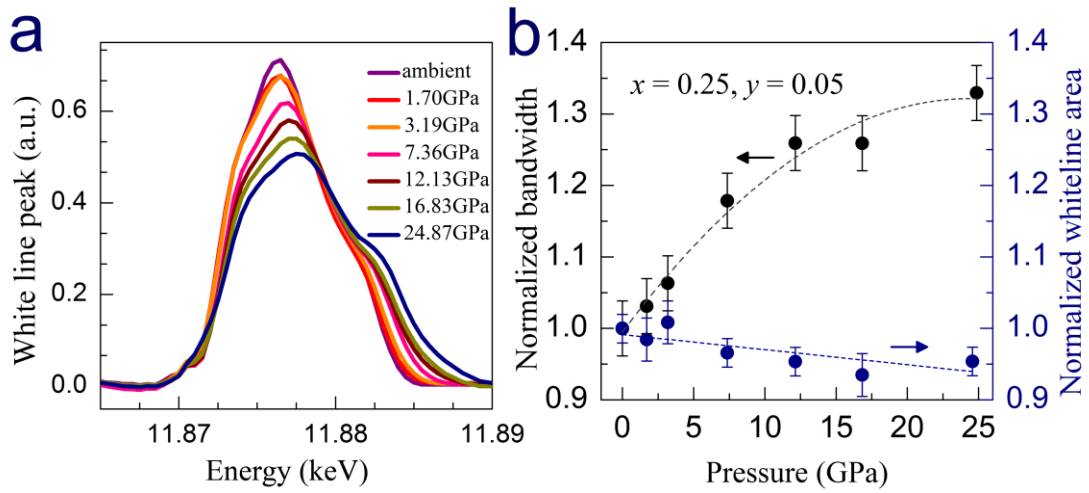 a
White line peak (a.u.)
0.6
0.4
0.2
0.0
ambient
1.70GPa
3.19GPa
7.36GPa
12.13GPa
16.83GPa
24.87GPa
11.87
11.88
11.89
Energy (keV)
b
Normalized bandwidth
1.4
1.3
1.2
1.1
1.0
0.9
x = 0.25, y = 0.05
0
5
10
15
20
25
Pressure (GPa)
1.4
1.3
1.2
1.1
1.0
0.9
Normalized whiteline area